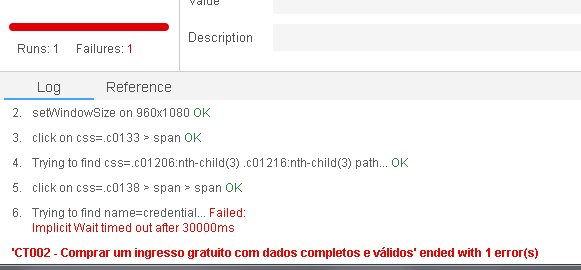 Value
Description
Runs: 1 Failures: 1
Log Reference
2. setWindowSize on 960x1080 OK
3. click on css=.c0133 > span OK
4. Trying to find css=.c01206:nth-child(3) .c01216:nth-child(3) path... OK
5. click on css=.c0138 > span > span OK
6. Trying to find name=credential... Failed:
Implicit Wait timed out after 30000ms
'CT002 - Comprar um ingresso gratuito com dados completos e válidos' ended with 1 error(s)